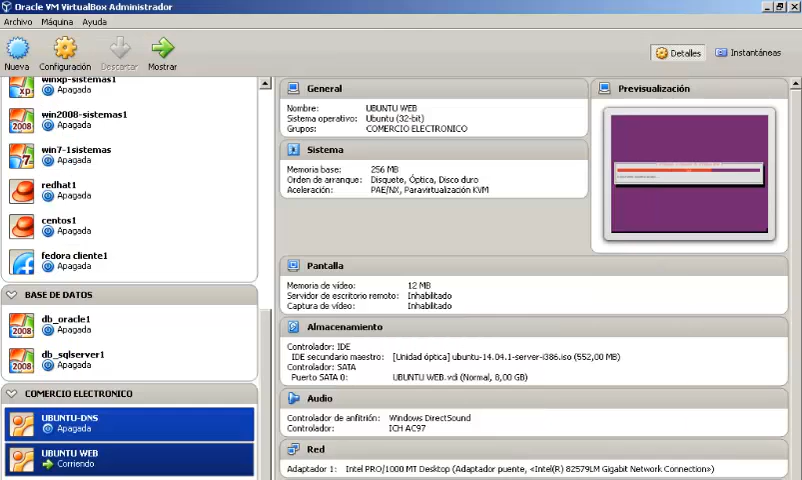 Oracle VM VirtualBox Administrador
Archivo Máquina Ayuda
Nueva Configuración Descartar Mostrar
Detalles Instantáneas
winxp-sistemas1
Apagada
win2008-sistemas1
Apagada
win7-1sistemas
Apagada
redhat1
Apagada
centos1
Apagada
fedora cliente1
Apagada
BASE DE DATOS
db_oracle1
Apagada
db_sqlserver1
Apagada
COMERCIO ELECTRONICO
UBUNTU-DNS
Apagada
UBUNTU WEB
Corriendo
General
Nombre: UBUNTU WEB
Sistema operativo: Ubuntu (32-bit)
Grupos: COMERCIO ELECTRONICO
Sistema
Memoria base: 256 MB
Orden de arranque: Disquete, Óptica, Disco duro
Aceleración: PAE/NX, Paravirtualización KVM
Previsualización
Pantalla
Memoria de vídeo: 12 MB
Servidor de escritorio remoto: Inhabilitado
Captura de vídeo: Inhabilitado
Almacenamiento
Controlador: IDE
IDE secundario maestro: [Unidad óptica] ubuntu-14.04.1-server-i386.iso (552,00 MB)
Controlador: SATA
Puerto SATA 0: UBUNTU WEB.vdi (Normal, 8,00 GB)
Audio
Controlador de anfitrión: Windows DirectSound
Controlador: ICH AC97
Red
Adaptador 1: Intel PRO/1000 MT Desktop (Adaptador puente, «Intel(R) 82579LM Gigabit Network Connection»)